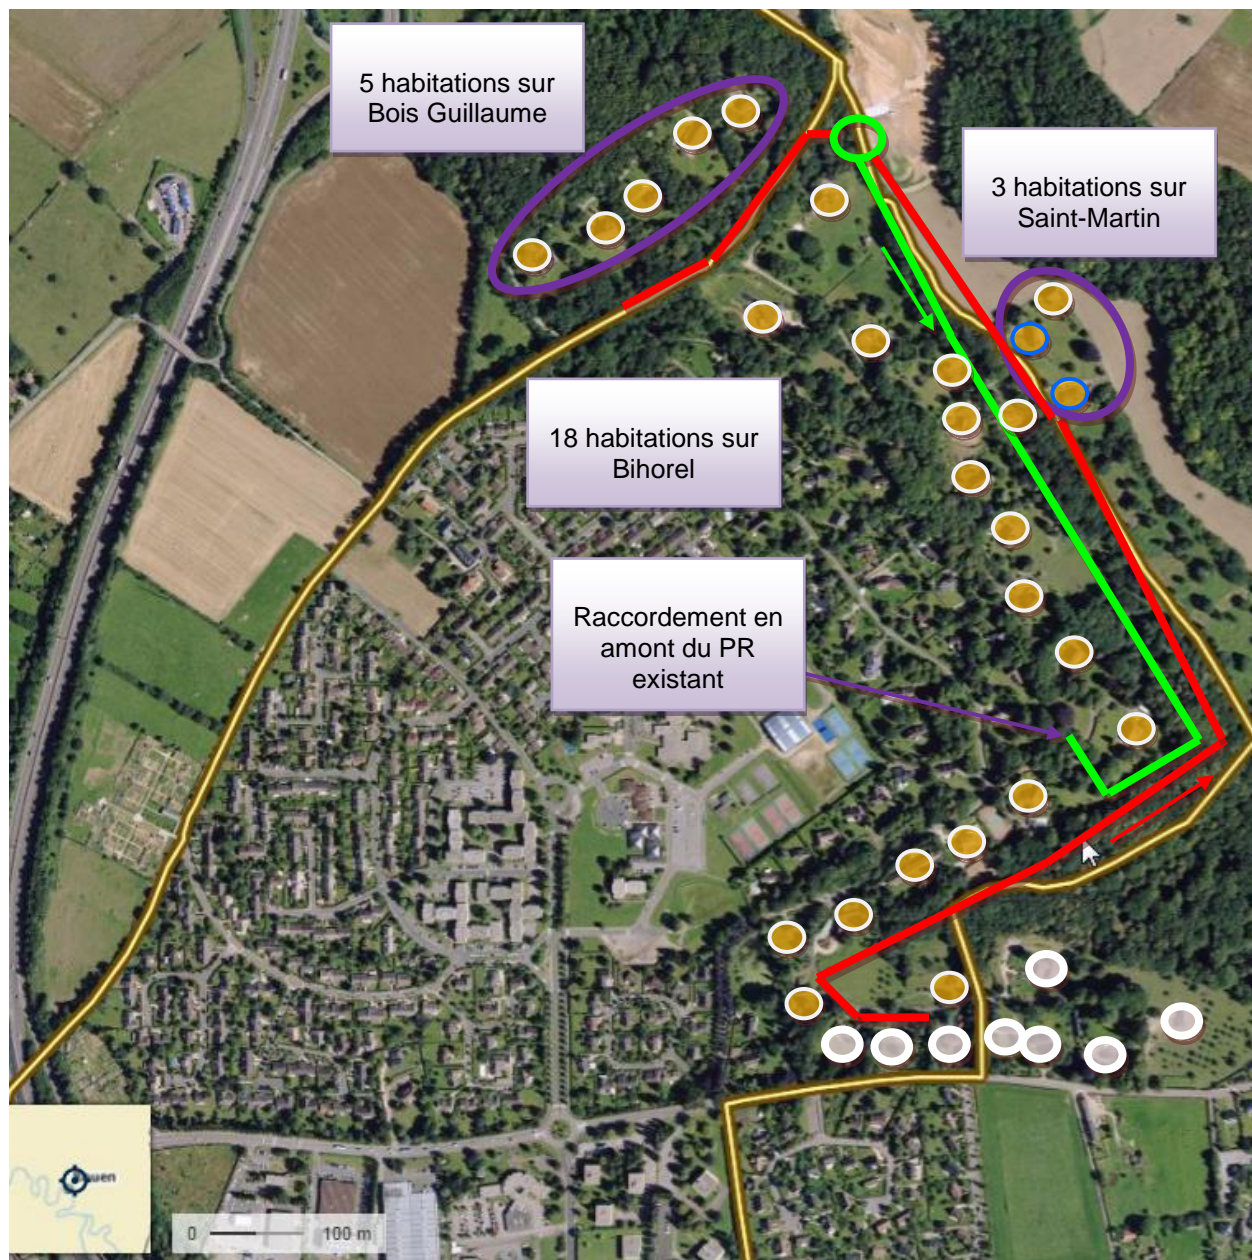 5 habitations sur
Bois Guillaume
3 habitations sur
Saint-Martin
18 habitations sur
Bihorel
Raccordement en
amont du PR
existant
0 100 m